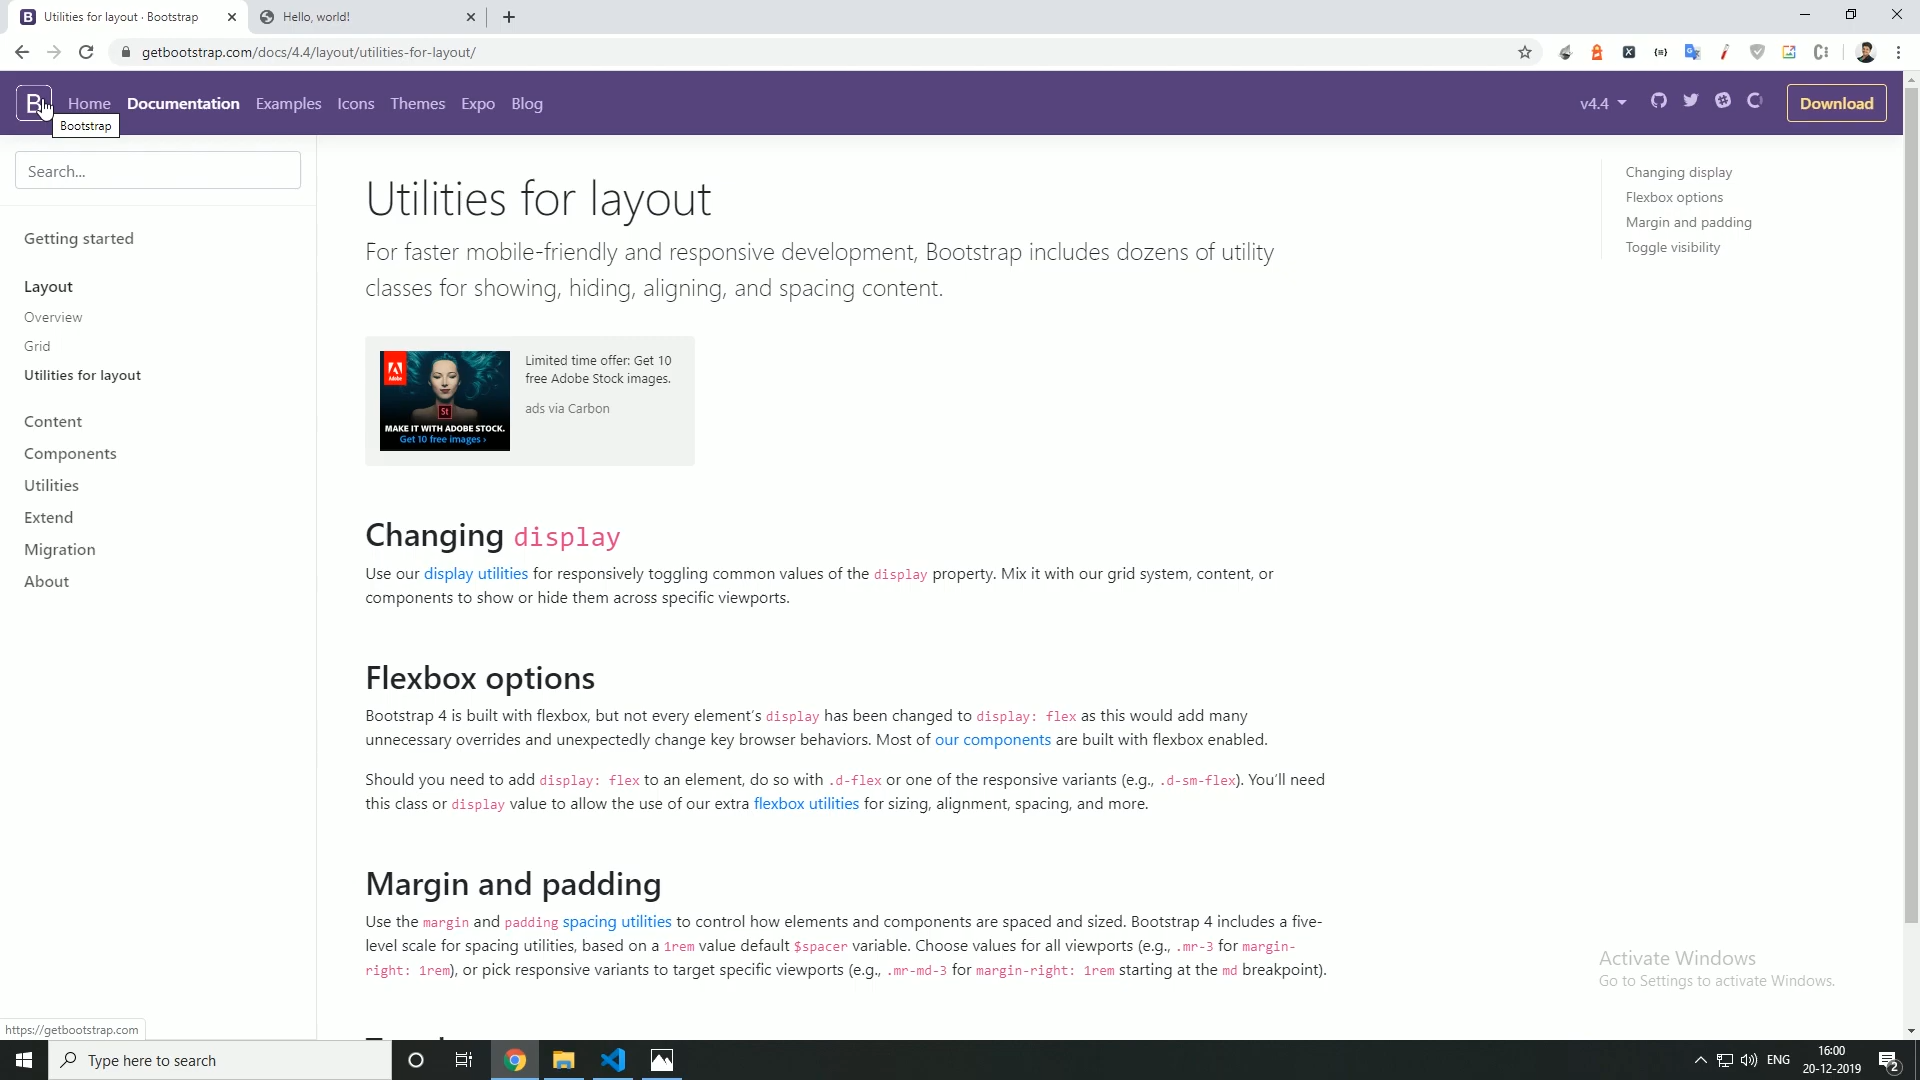 Utilities for layout · Bootstrap
Hello, world!
getbootstrap.com/docs/4.4/layout/utilities-for-layout/
B Home Documentation Examples Icons Themes Expo Blog v4.4 Download
Bootstrap
Search...
Getting started
Layout
Overview
Grid
Utilities for layout
Content
Components
Utilities
Extend
Migration
About
Utilities for layout
For faster mobile-friendly and responsive development, Bootstrap includes dozens of utility
classes for showing, hiding, aligning, and spacing content.
Adobe
St
MAKE IT WITH ADOBE STOCK.
Get 10 free images ›
Limited time offer: Get 10
free Adobe Stock images.
ads via Carbon
Changing display
Use our display utilities for responsively toggling common values of the display property. Mix it with our grid system, content, or
components to show or hide them across specific viewports.
Flexbox options
Bootstrap 4 is built with flexbox, but not every element's display has been changed to display: flex as this would add many
unnecessary overrides and unexpectedly change key browser behaviors. Most of our components are built with flexbox enabled.
Should you need to add display: flex to an element, do so with .d-flex or one of the responsive variants (e.g., .d-sm-flex). You'll need
this class or display value to allow the use of our extra flexbox utilities for sizing, alignment, spacing, and more.
Margin and padding
Use the margin and padding spacing utilities to control how elements and components are spaced and sized. Bootstrap 4 includes a five-
level scale for spacing utilities, based on a 1rem value default $spacer variable. Choose values for all viewports (e.g., .mr-3 for margin-
right: 1rem), or pick responsive variants to target specific viewports (e.g., .mr-md-3 for margin-right: 1rem starting at the md breakpoint).
Changing display
Flexbox options
Margin and padding
Toggle visibility
Activate Windows
Go to Settings to activate Windows.
https://getbootstrap.com
Type here to search
ENG
16:00
20-12-2019
2